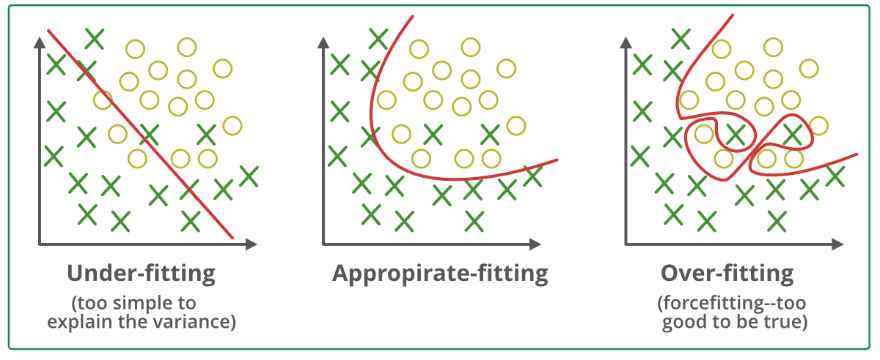 Under-fitting
(too simple to
explain the variance)
Appropirate-fitting
Over-fitting
(forcefitting--too
good to be true)